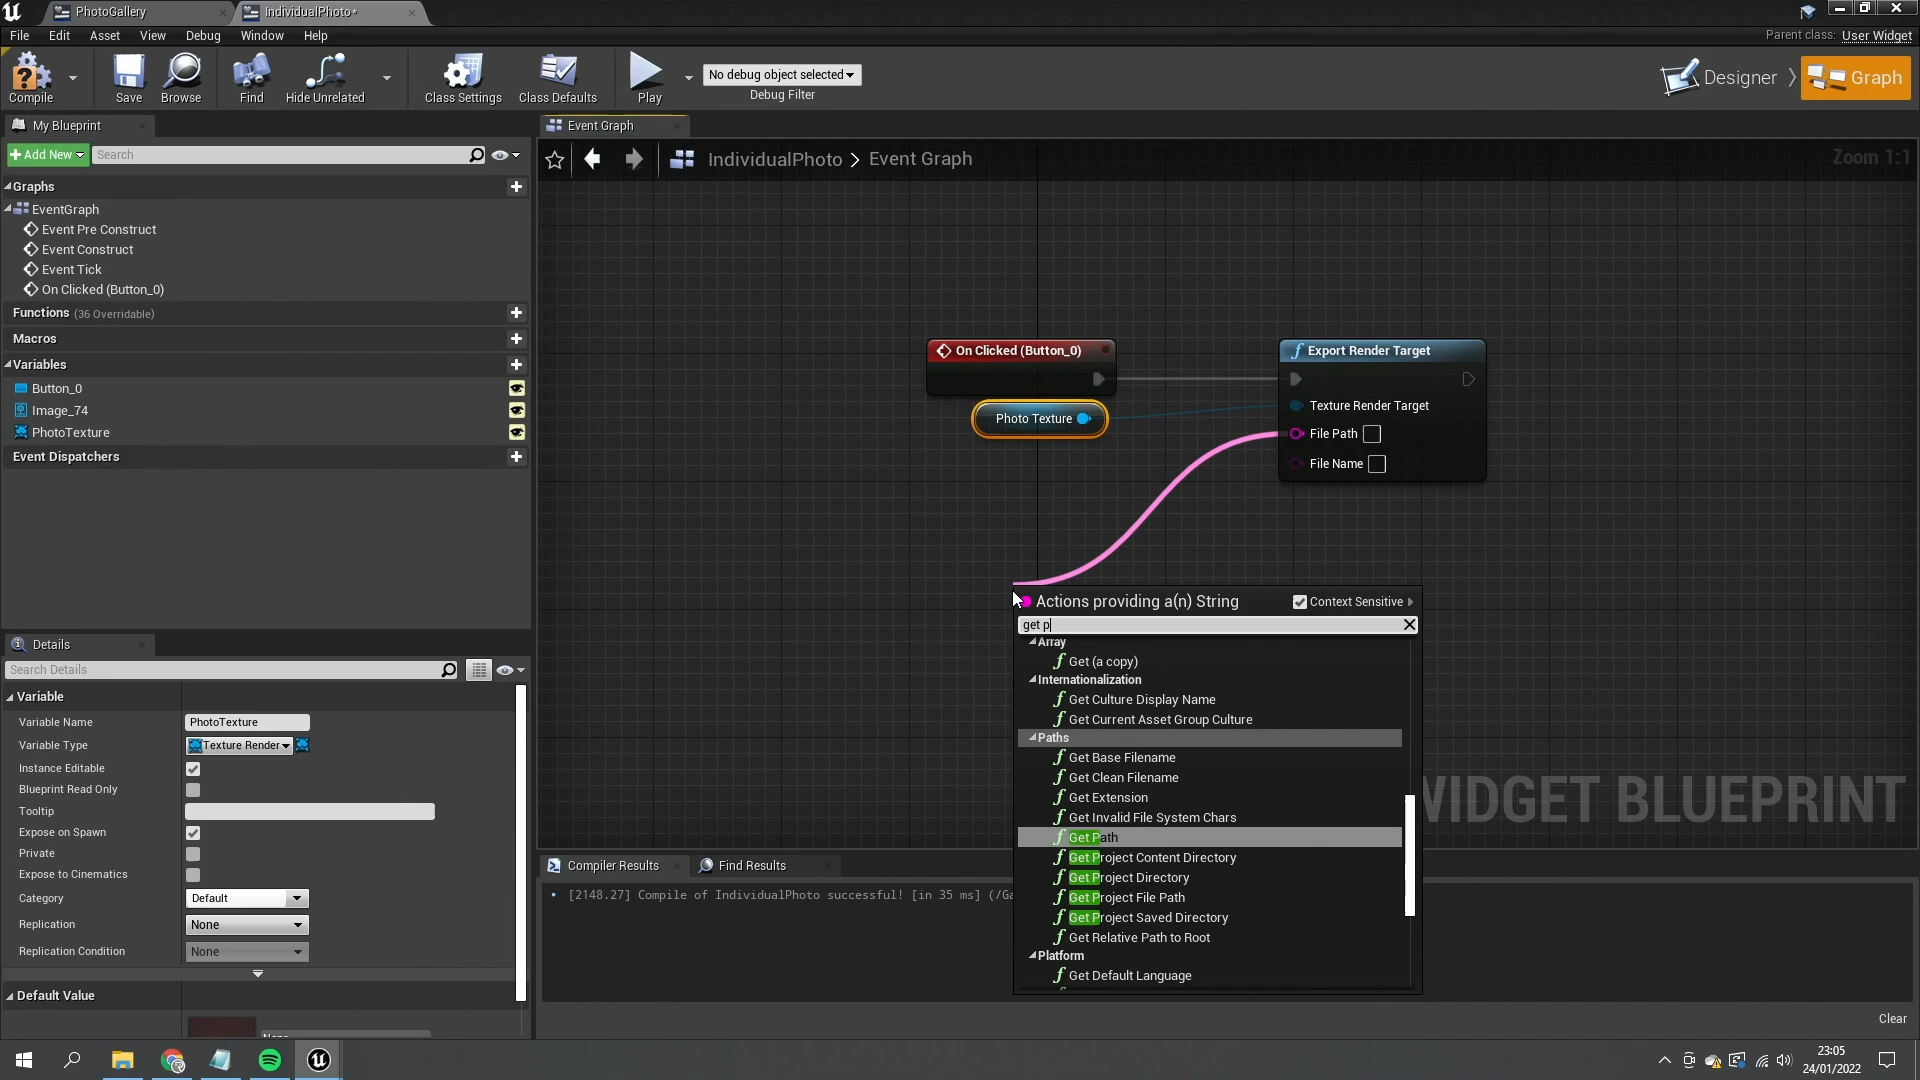 PhotoGallery
IndividualPhoto*
File Edit Asset View Debug Window Help
Parent class: User Widget
Compile
Save
Browse
Find
Hide Unrelated
Class Settings
Class Defaults
Play
No debug object selected
Debug Filter
Designer
Graph
My Blueprint
Event Graph
Add New
Search
IndividualPhoto > Event Graph
Zoom 1:1
Graphs
EventGraph
Event Pre Construct
Event Construct
Event Tick
On Clicked (Button_0)
Functions (36 Overridable)
Macros
Variables
Button_0
Image_74
PhotoTexture
Event Dispatchers
On Clicked (Button_0)
Photo Texture
Export Render Target
Texture Render Target
File Path
File Name
Actions providing a(n) String
Context Sensitive
get p
Array
Get (a copy)
Internationalization
Get Culture Display Name
Get Current Asset Group Culture
Paths
Get Base Filename
Get Clean Filename
Get Extension
Get Invalid File System Chars
Get Path
Get Project Content Directory
Get Project Directory
Get Project File Path
Get Project Saved Directory
Get Relative Path to Root
Platform
Get Default Language
WIDGET BLUEPRINT
Details
Search Details
Variable
Variable Name PhotoTexture
Variable Type Texture Render
Instance Editable
Blueprint Read Only
Tooltip
Expose on Spawn
Private
Expose to Cinematics
Category Default
Replication None
Replication Condition None
Default Value
Compiler Results
Find Results
[2148.27] Compile of IndividualPhoto successful! [in 35 ms] (/Ga
Clear
23:05
24/01/2022